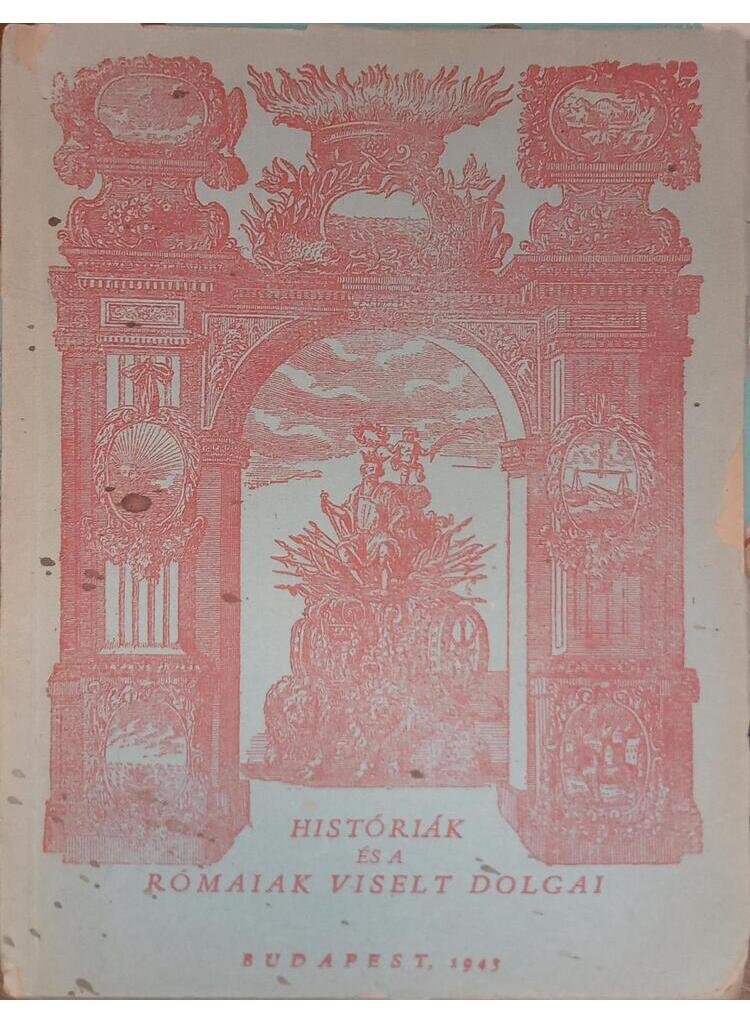 HISTÓRIÁK
ÉS A
RÓMAIAK VISELT DOLGAI
BUDAPEST, 1943